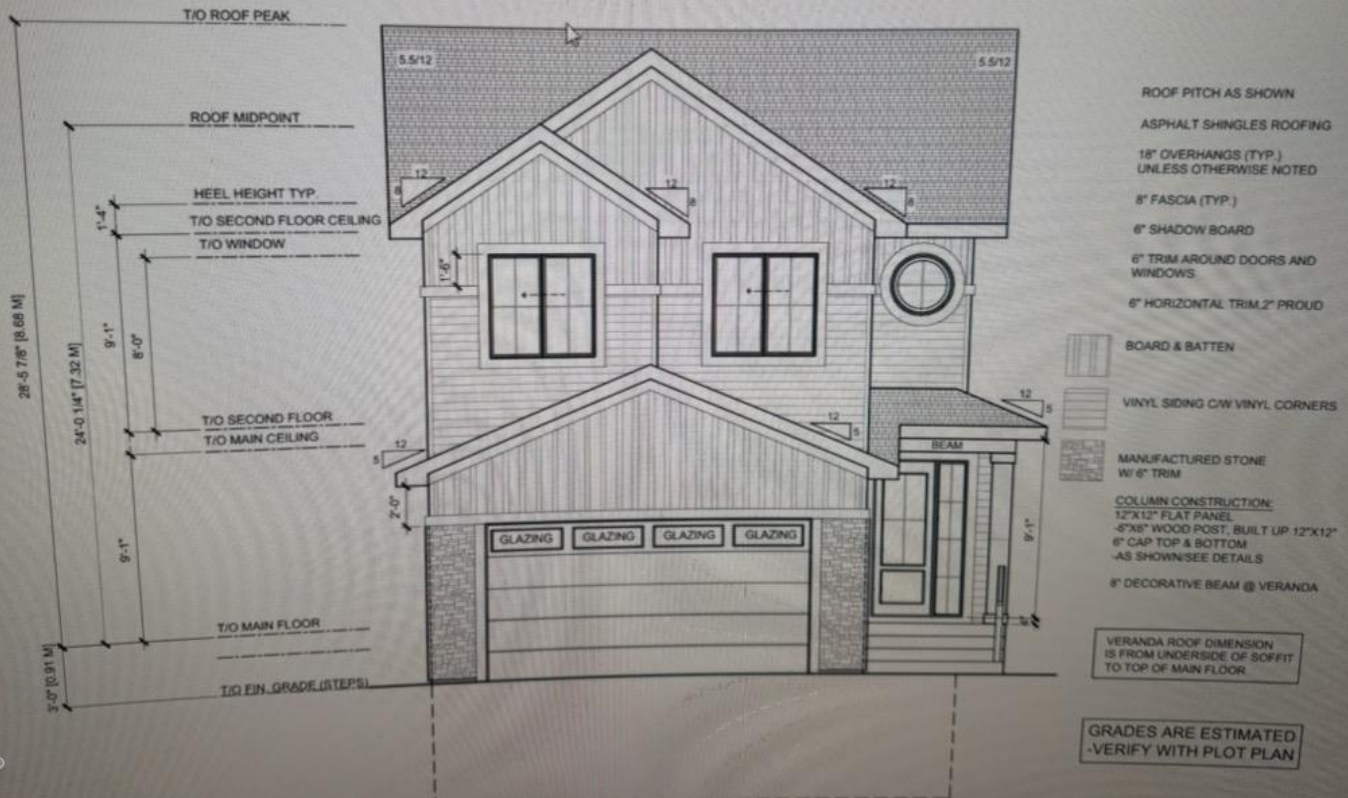 T/O ROOF PEAK
ROOF MIDPOINT
HEEL HEIGHT TYP.
T/O SECOND FLOOR CEILING
T/O WINDOW
T/O SECOND FLOOR
T/O MAIN CEILING
T/O MAIN FLOOR
T/O FIN. GRADE (STEPS)
28'-5 7/8" [8.68 M]
24'-0 1/4" [7.32 M]
1'-4"
9'-1"
8'-0"
9'-1"
3'-0" [0.91 M]
5.5/12
5.5/12
12
8
12
8
12
8
1'-6"
12
5
12
5
12
5
2'-0"
BEAM
GLAZING
GLAZING
GLAZING
GLAZING
9'-1"
6"
ROOF PITCH AS SHOWN
ASPHALT SHINGLES ROOFING
18" OVERHANGS (TYP.)
UNLESS OTHERWISE NOTED
8" FASCIA (TYP.)
6" SHADOW BOARD
6" TRIM AROUND DOORS AND
WINDOWS
6" HORIZONTAL TRIM,2" PROUD
BOARD & BATTEN
VINYL SIDING C/W VINYL CORNERS
MANUFACTURED STONE
W/ 6" TRIM
COLUMN CONSTRUCTION:
12"X12" FLAT PANEL
-6"X6" WOOD POST, BUILT UP 12"X12"
6" CAP TOP & BOTTOM
-AS SHOWN/SEE DETAILS
8" DECORATIVE BEAM @ VERANDA
VERANDA ROOF DIMENSION
IS FROM UNDERSIDE OF SOFFIT
TO TOP OF MAIN FLOOR
GRADES ARE ESTIMATED
-VERIFY WITH PLOT PLAN